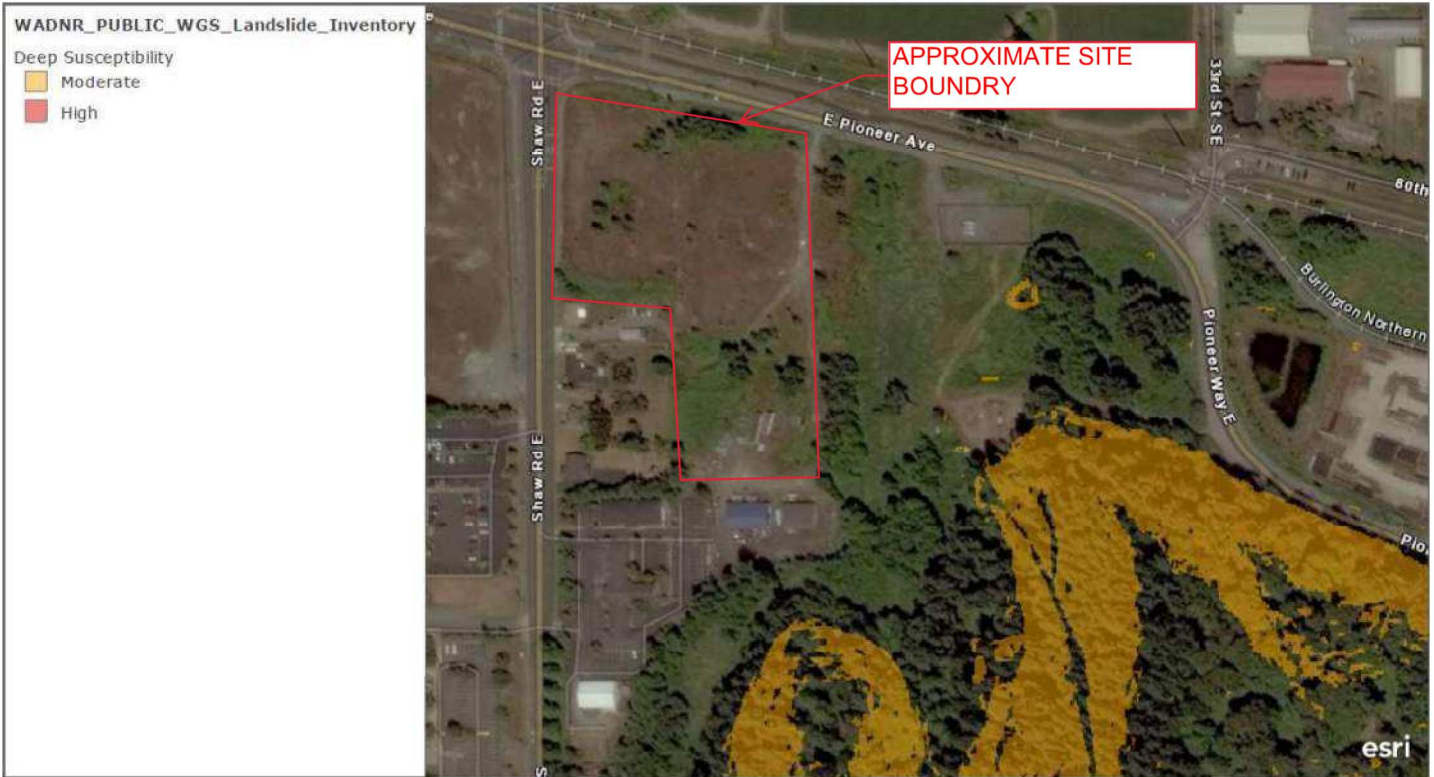 WADNR_PUBLIC_WGS_Landslide_Inventory
Deep Susceptibility
Moderate
High
APPROXIMATE SITE
BOUNDRY
Shaw Rd E
E Pioneer Ave
33rd St SE
80th
Burlington Northern
Pioneer Way E
Shaw Rd E
Pio
S
esri